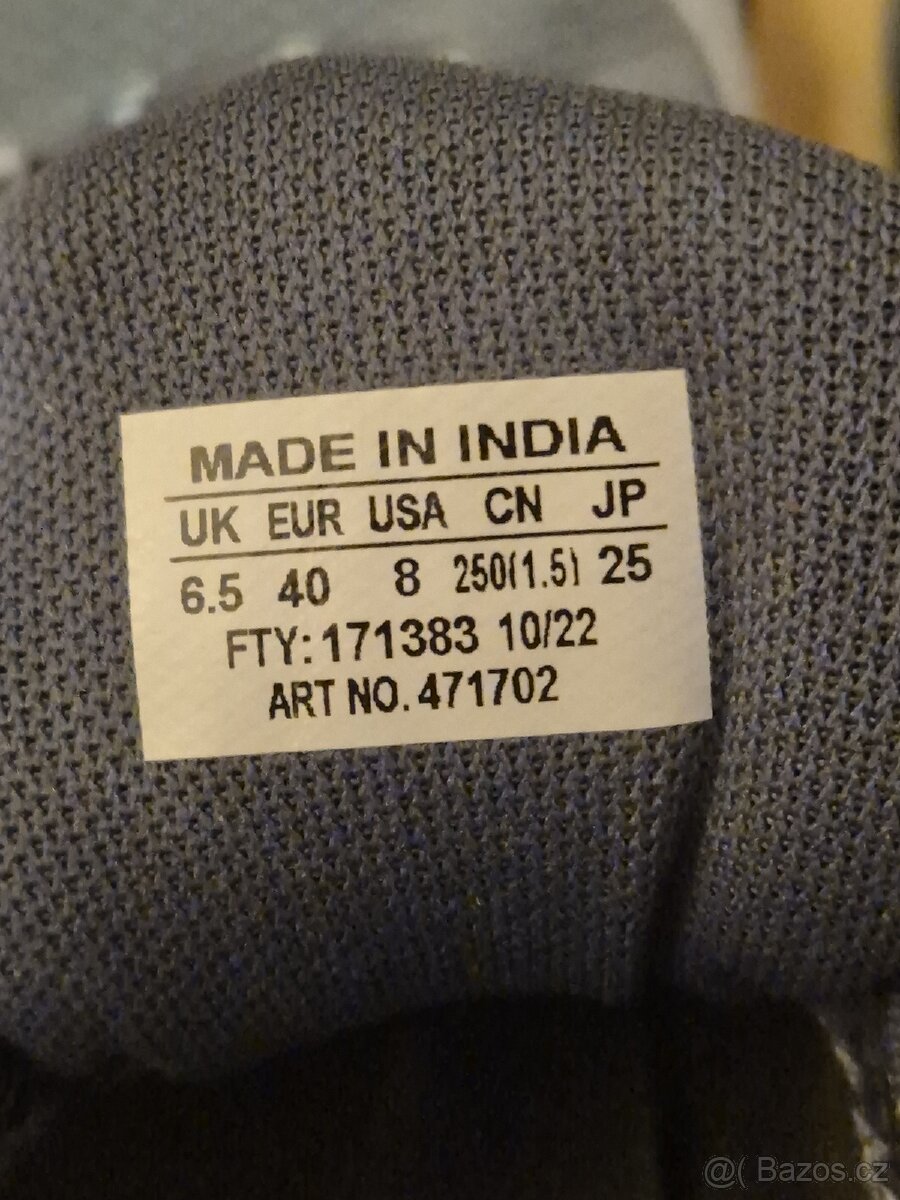 MADE IN INDIA
UK EUR USA CN JP
6.5 40 8 250(1.5) 25
FTY: 171383 10/22
ART NO. 471702
@( Bazos.cz